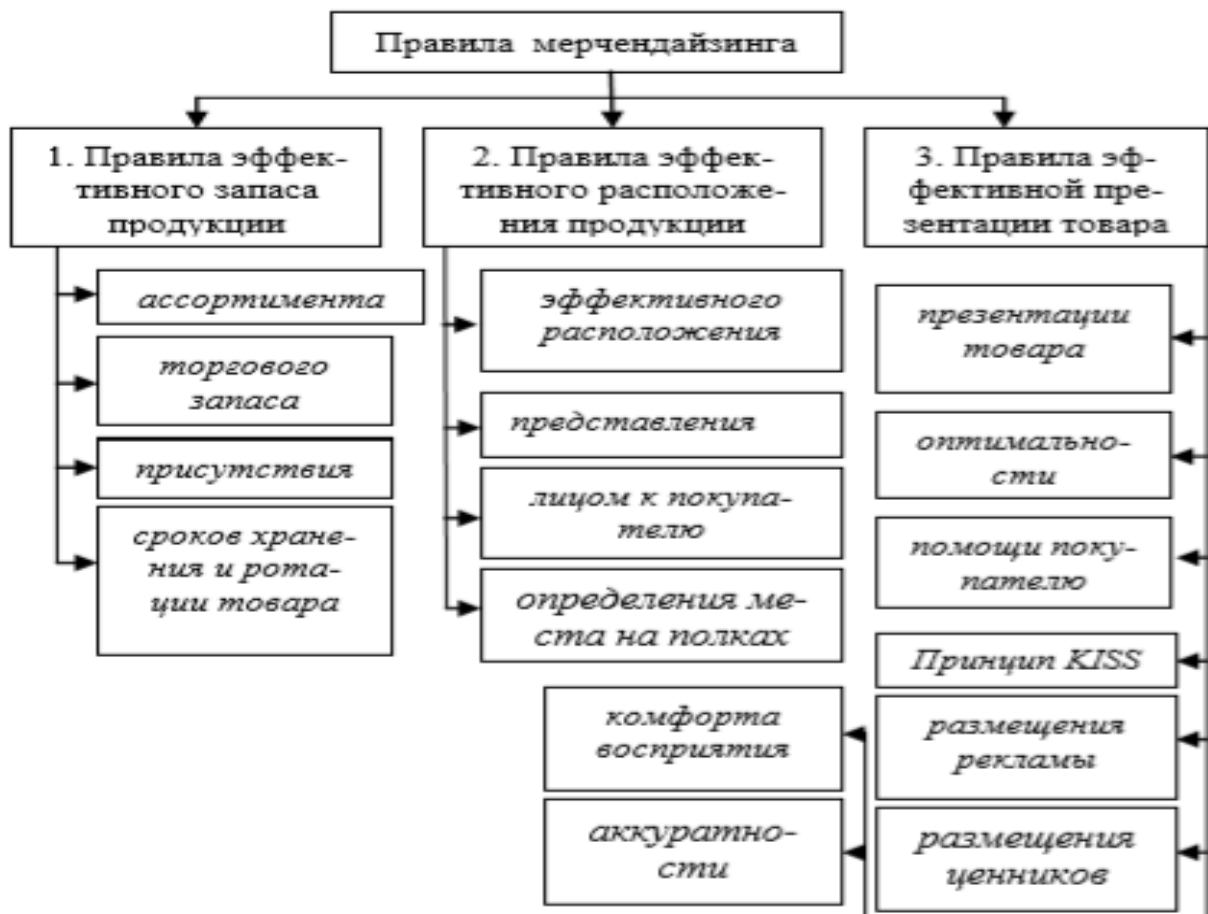 Правила мерчендайзинга
1. Правила эффек-
тивного запаса
продукции
2. Правила эффек-
тивного расположе-
ния продукции
3. Правила эф-
фективной пре-
зентации товара
ассортимента
торгового
запаса
присутствия
сроков хране-
ния и рота-
ции товара
эффективного
расположения
представления
лицом к покупа-
телю
определения ме-
ста на полках
презентации
товара
оптимально-
сти
помощи поку-
пателю
Принцип KISS
размещения
рекламы
размещения
ценников
комфорта
восприятия
аккуратно-
сти